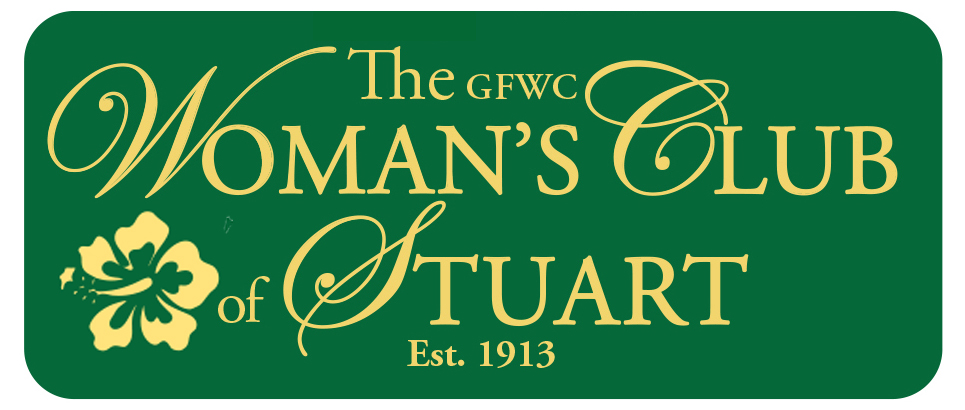 The GFWC
WOMAN'S CLUB
of STUART
Est. 1913